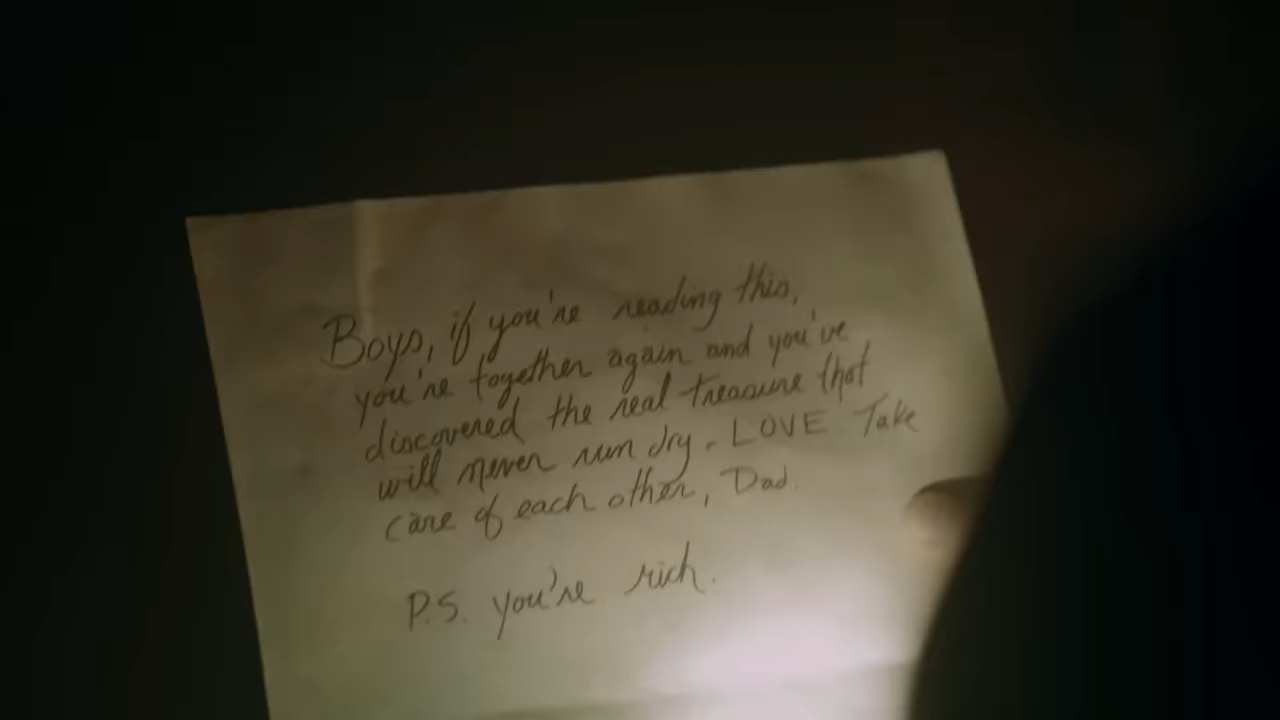 Boys, if you're reading this,
you're together again and you've
discovered the real treasure that
will never run dry. LOVE Take
care of each other, Dad.
P.S. you're rich.